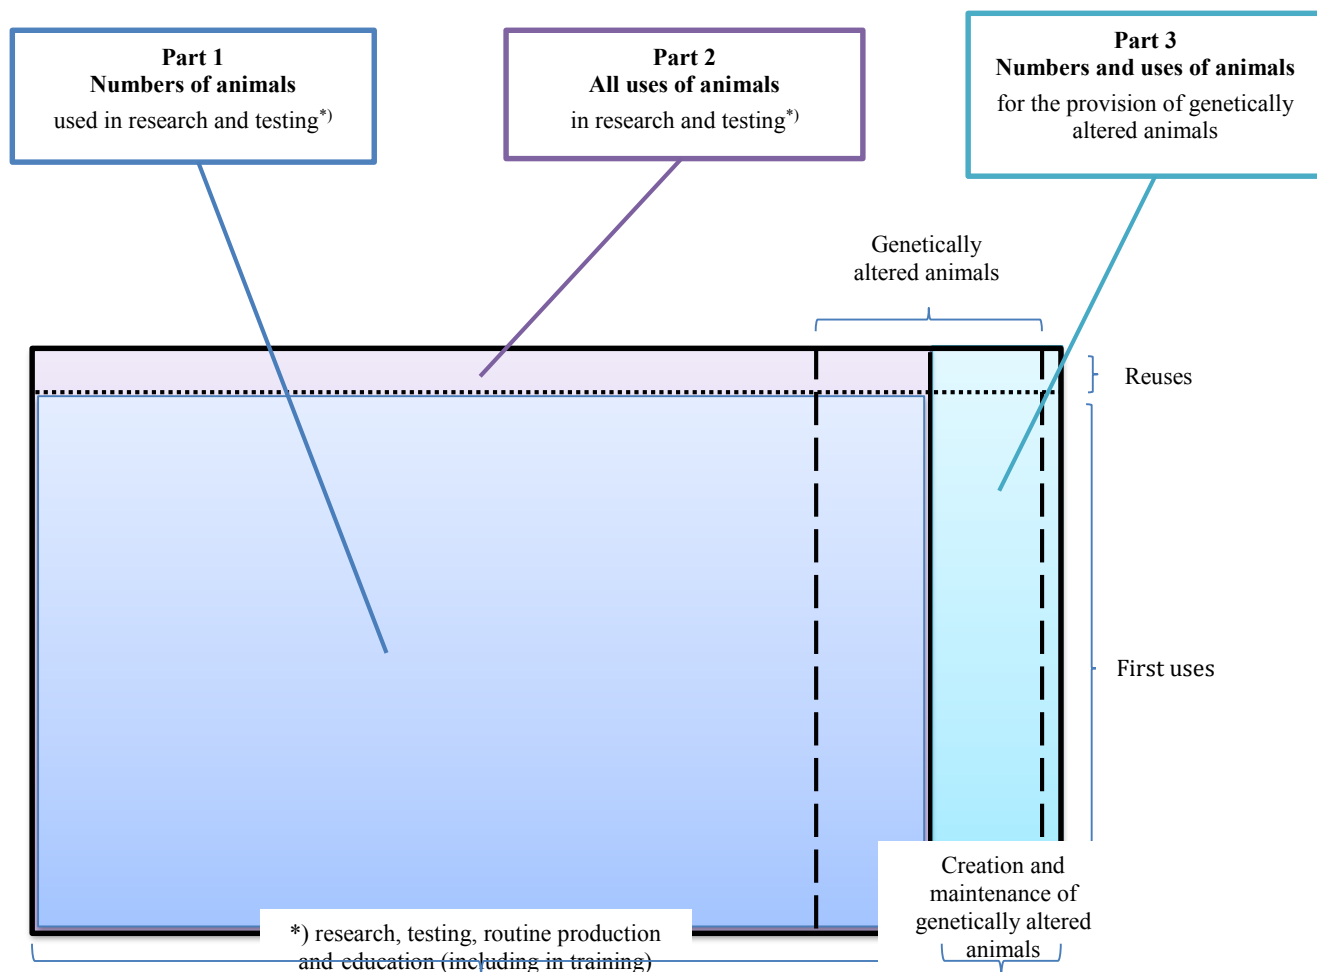 Part 1
Numbers of animals
used in research and testing*)
Part 2
All uses of animals
in research and testing*)
Part 3
Numbers and uses of animals
for the provision of genetically
altered animals
Genetically
altered animals
Reuses
First uses
Creation and
maintenance of
genetically altered
animals
*) research, testing, routine production
and education (including in training)